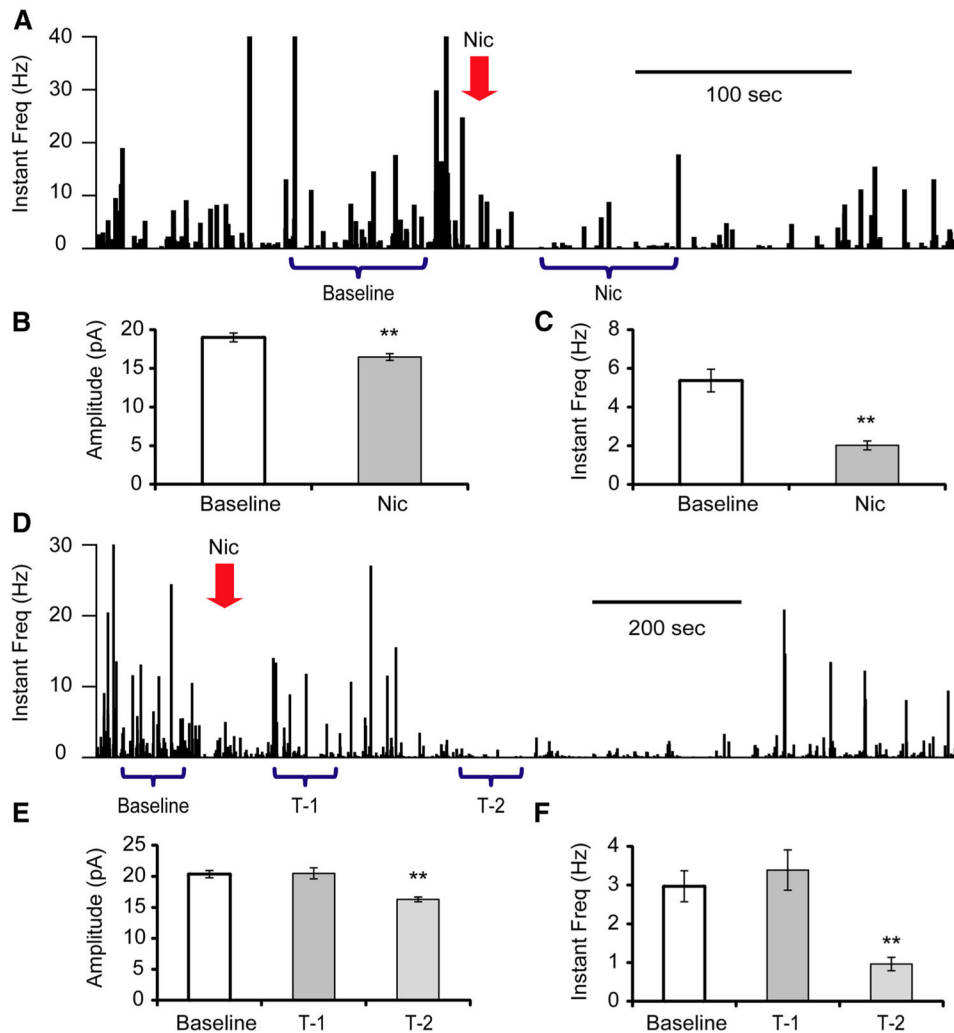 A
Instant Freq (Hz)
40
30
20
10
0
Nic
100 sec
Baseline
Nic
B
Amplitude (pA)
20
15
10
5
0
**
Baseline
Nic
C
Instant Freq (Hz)
8
6
4
2
0
**
Baseline
Nic
D
Instant Freq (Hz)
30
20
10
0
Nic
200 sec
Baseline
T-1
T-2
E
Amplitude (pA)
25
20
15
10
5
0
**
Baseline
T-1
T-2
F
Instant Freq (Hz)
4
3
2
1
0
**
Baseline
T-1
T-2